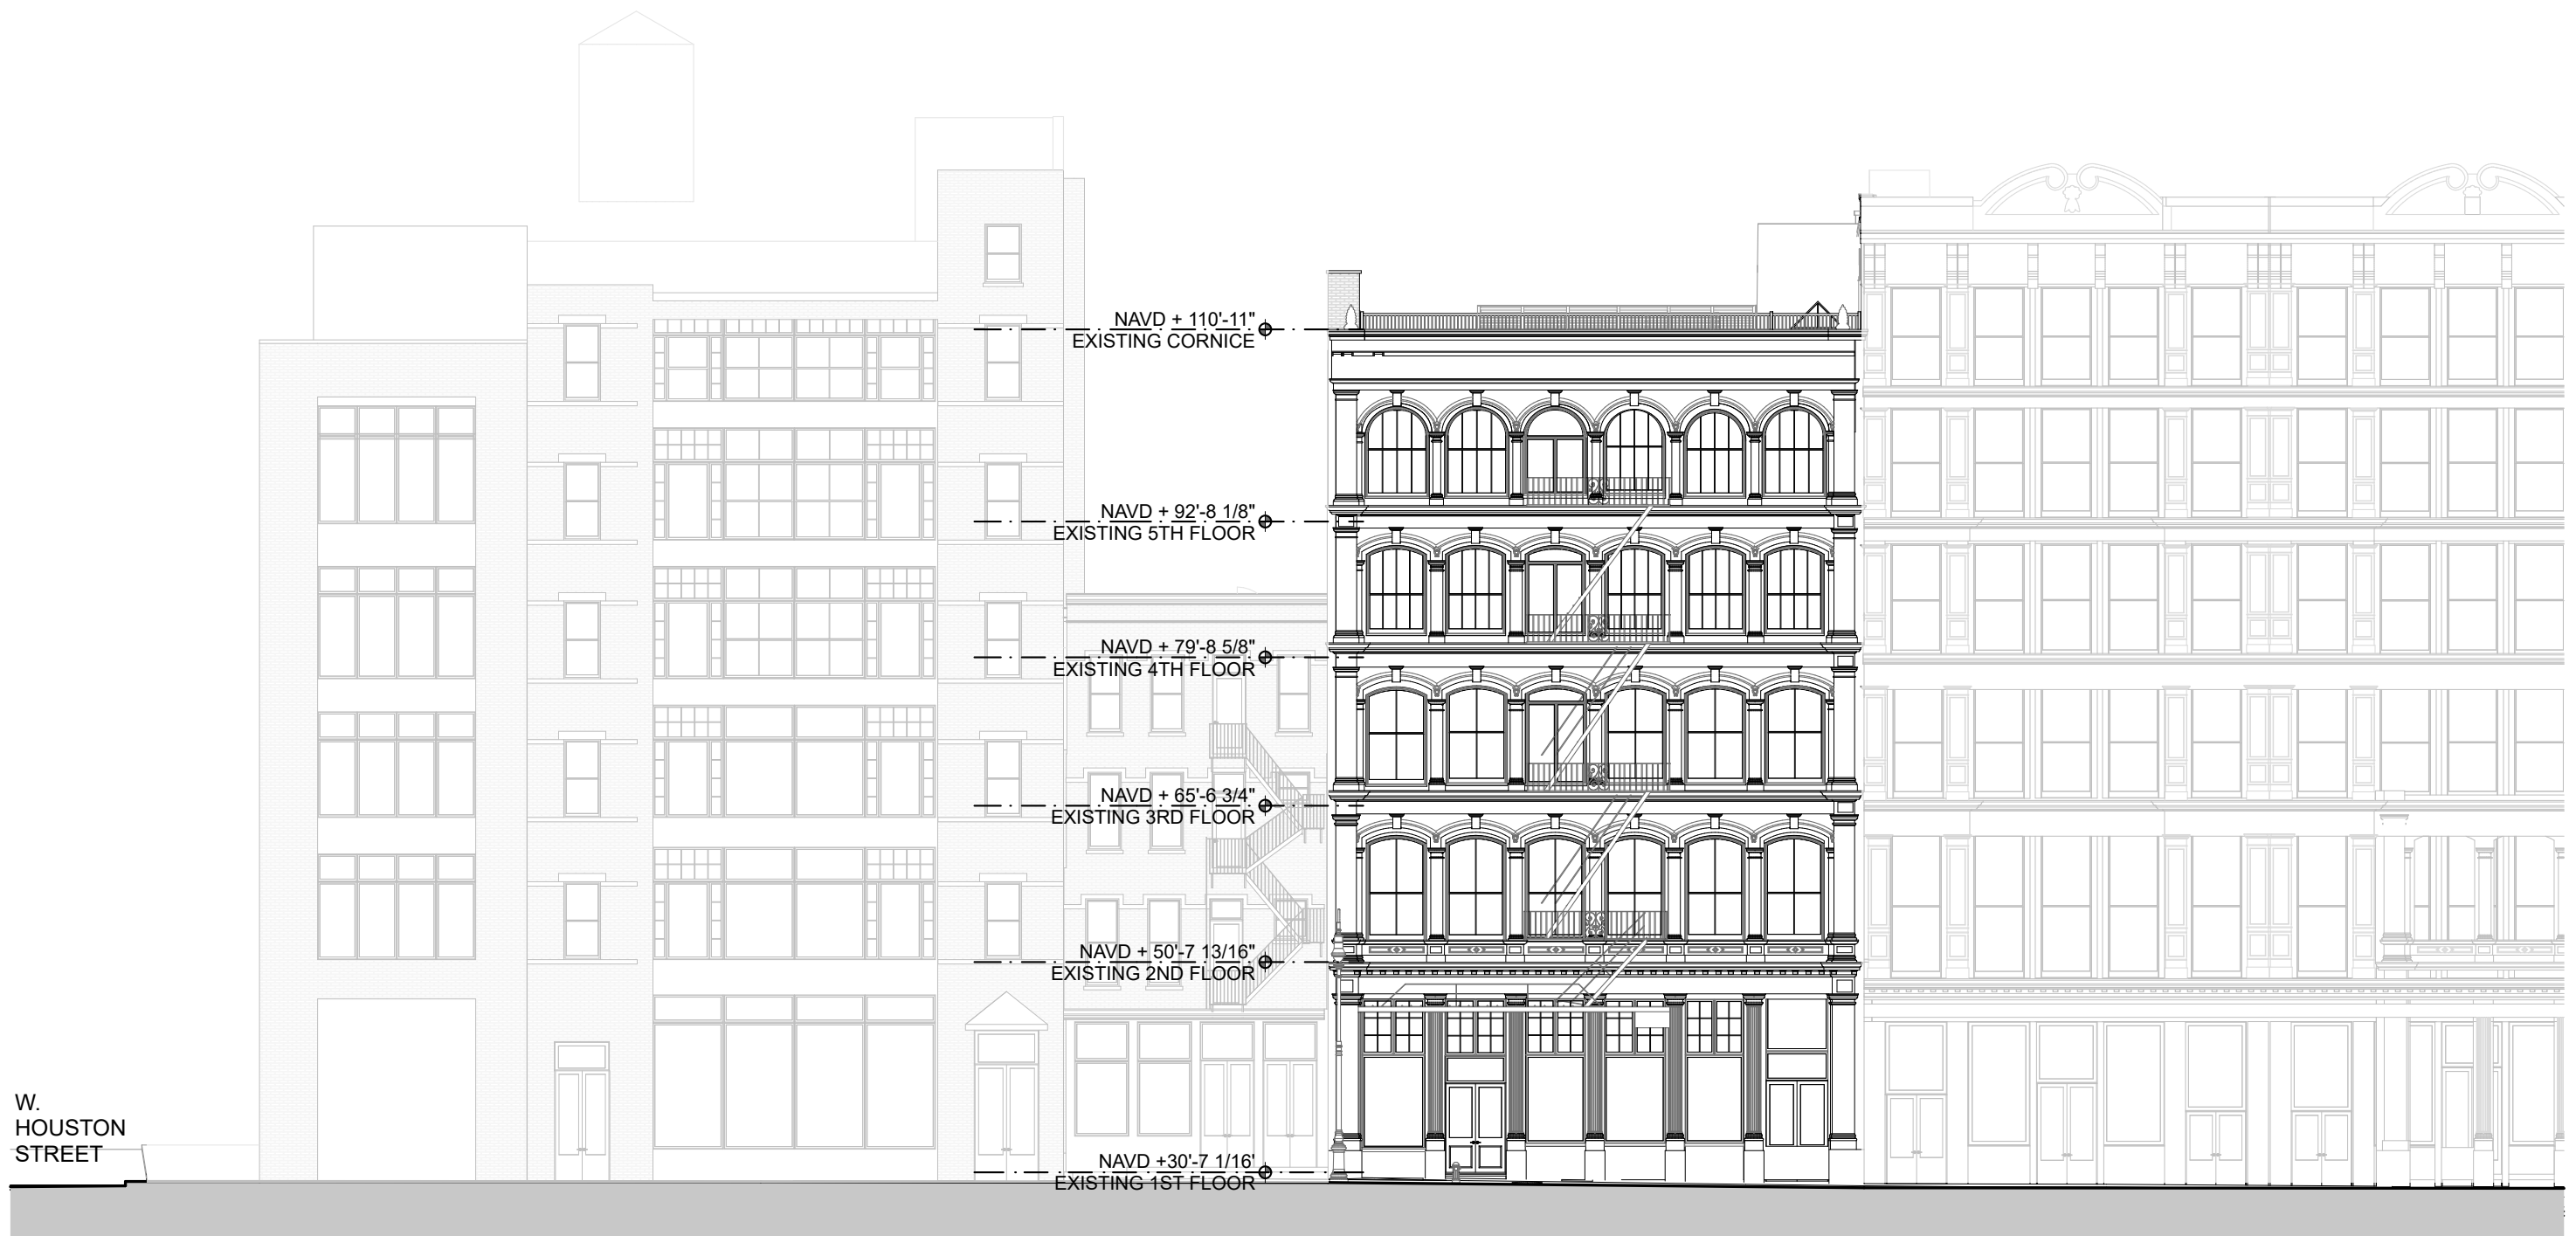 NAVD + 110'-11"
EXISTING CORNICE
NAVD + 92'-8 1/8"
EXISTING 5TH FLOOR
NAVD + 79'-8 5/8"
EXISTING 4TH FLOOR
NAVD + 65'-6 3/4"
EXISTING 3RD FLOOR
NAVD + 50'-7 13/16"
EXISTING 2ND FLOOR
W.
HOUSTON
STREET
NAVD +30'-7 1/16'
EXISTING 1ST FLOOR